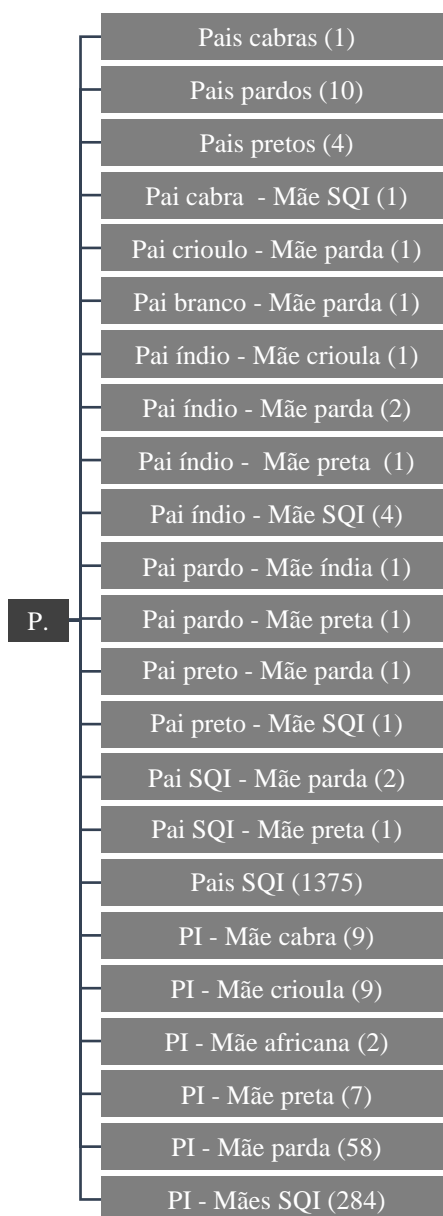 Pais cabras (1)
Pais pardos (10)
Pais pretos (4)
Pai cabra - Mãe SQI (1)
Pai crioulo - Mãe parda (1)
Pai branco - Mãe parda (1)
Pai índio - Mãe crioula (1)
Pai índio - Mãe parda (2)
Pai índio - Mãe preta (1)
Pai índio - Mãe SQI (4)
Pai pardo - Mãe índia (1)
P.
Pai pardo - Mãe preta (1)
Pai preto - Mãe parda (1)
Pai preto - Mãe SQI (1)
Pai SQI - Mãe parda (2)
Pai SQI - Mãe preta (1)
Pais SQI (1375)
PI - Mãe cabra (9)
PI - Mãe crioula (9)
PI - Mãe africana (2)
PI - Mãe preta (7)
PI - Mãe parda (58)
PI - Mães SQI (284)